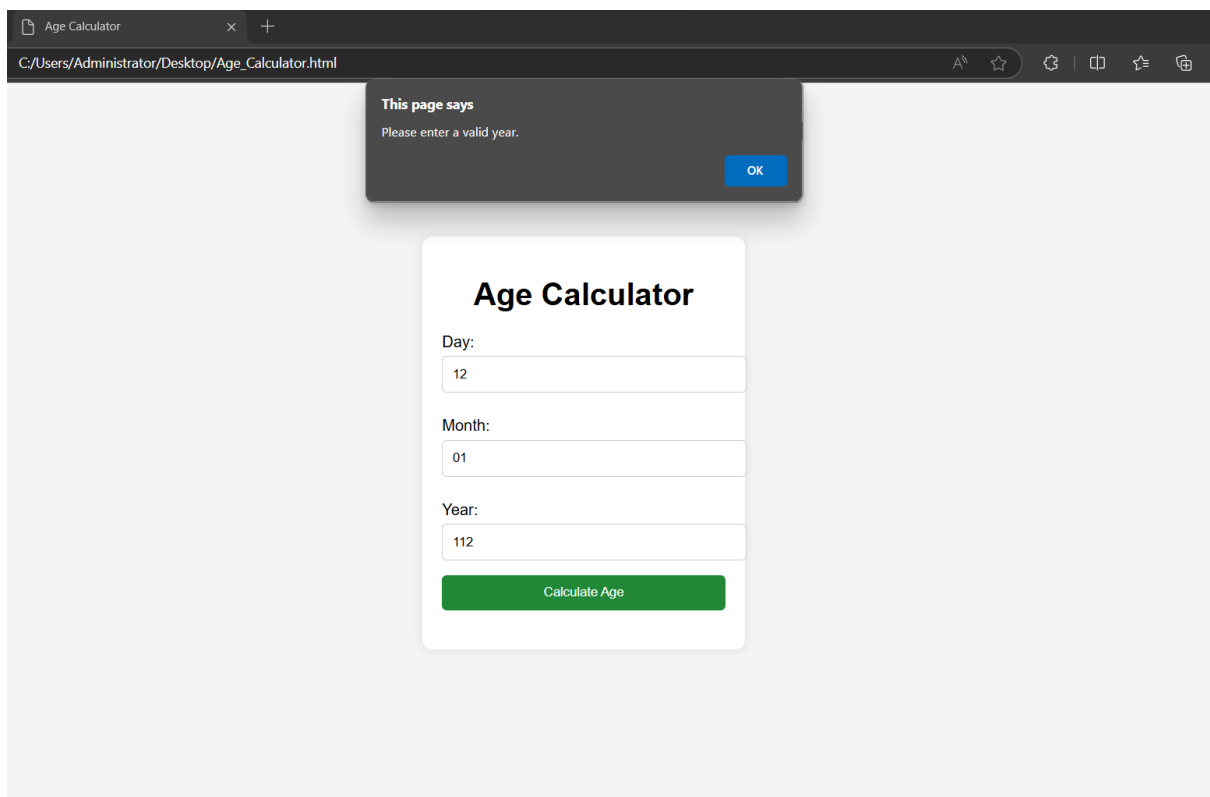 Age Calculator
C:/Users/Administrator/Desktop/Age_Calculator.html
This page says
Please enter a valid year.
OK
Age Calculator
Day:
12
Month:
01
Year:
112
Calculate Age